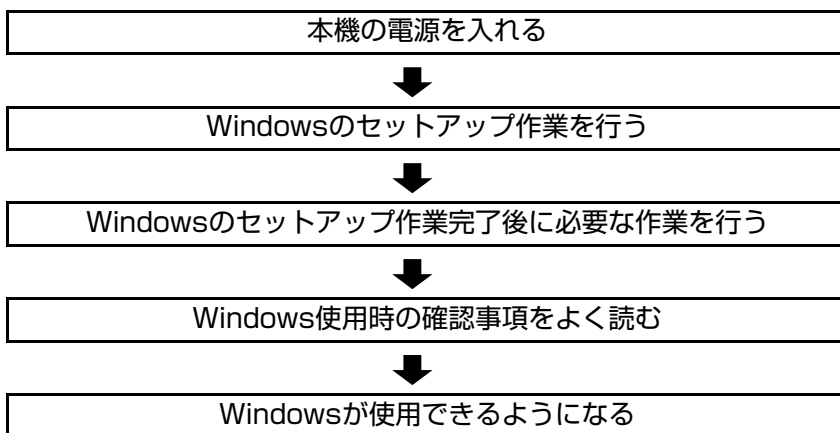 本機の電源を入れる
Windowsのセットアップ作業を行う
Windowsのセットアップ作業完了後に必要な作業を行う
Windows使用時の確認事項をよく読む
Windowsが使用できるようになる